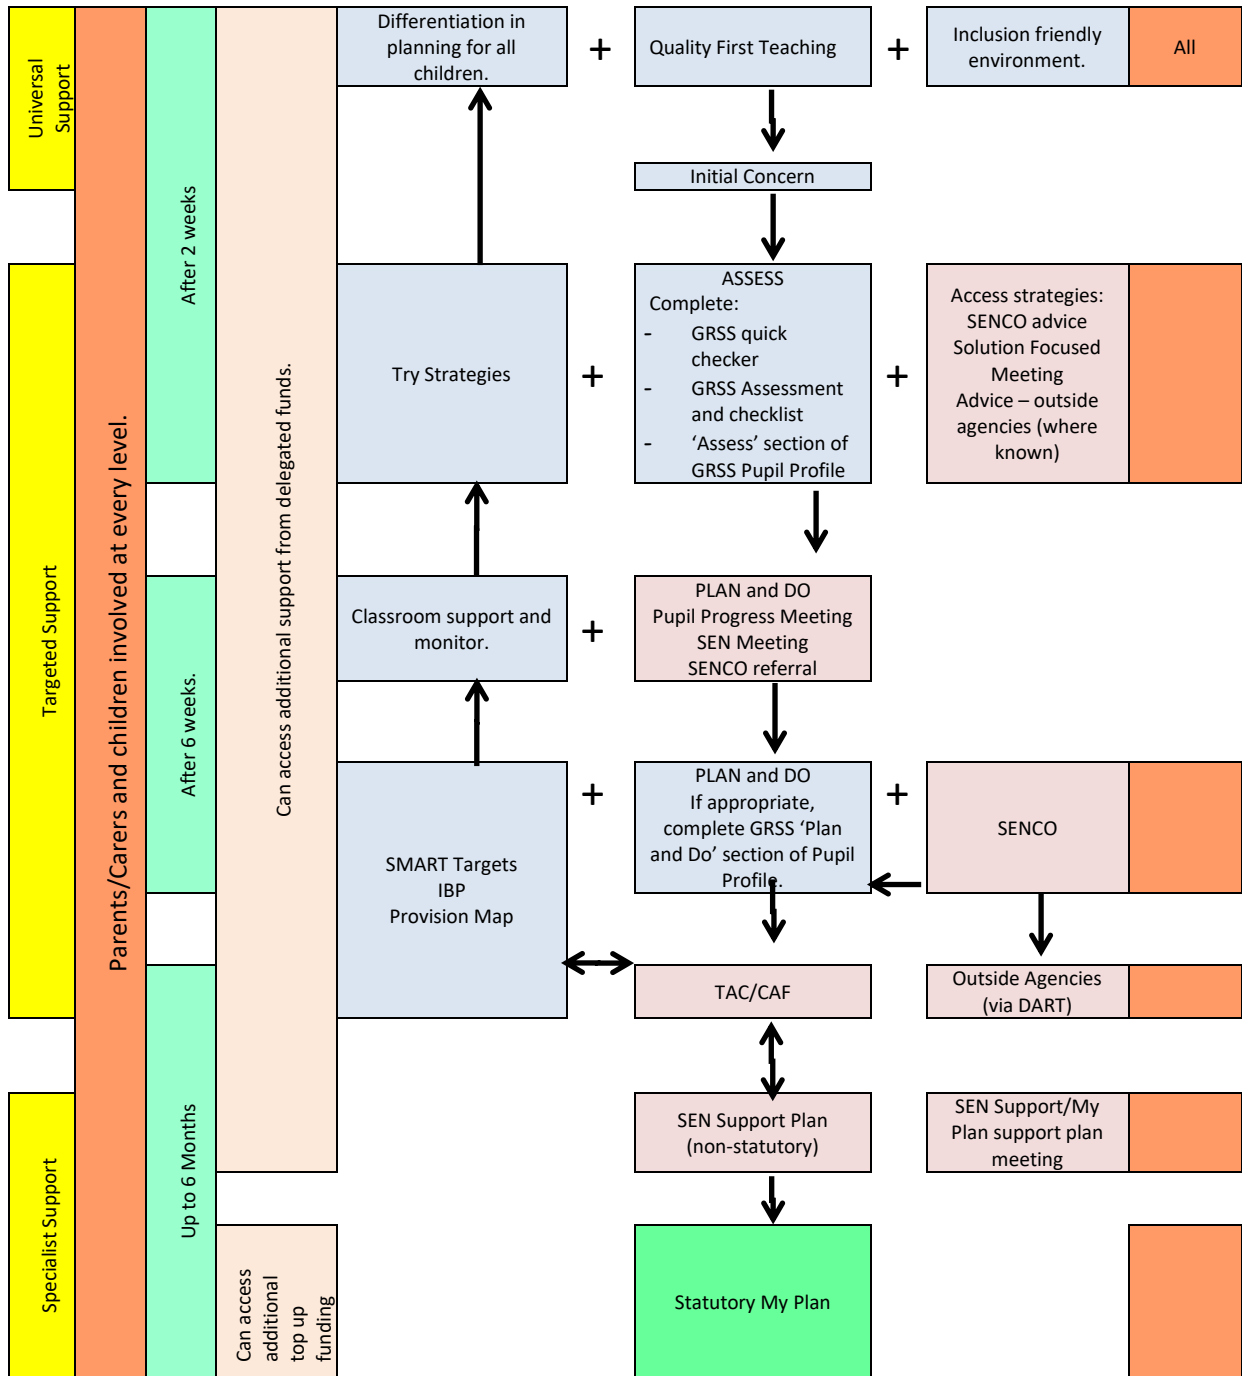 Universal
Support
Targeted Support
Specialist Support
Parents/Carers and children involved at every level.
After 2 weeks
After 6 weeks.
Up to 6 Months
Can access additional support from delegated funds.
Can access
additional
top up
funding
Differentiation in
planning for all
children.
+
Quality First Teaching
+
Inclusion friendly
environment.
All
Initial Concern
Try Strategies
+
ASSESS
Complete:
- GRSS quick
checker
- GRSS Assessment
and checklist
- ‘Assess’ section of
GRSS Pupil Profile
+
Access strategies:
SENCO advice
Solution Focused
Meeting
Advice – outside
agencies (where
known)
Classroom support and
monitor.
+
PLAN and DO
Pupil Progress Meeting
SEN Meeting
SENCO referral
SMART Targets
IBP
Provision Map
+
PLAN and DO
If appropriate,
complete GRSS ‘Plan
and Do’ section of Pupil
Profile.
+
SENCO
TAC/CAF
Outside Agencies
(via DART)
SEN Support Plan
(non-statutory)
SEN Support/My
Plan support plan
meeting
Statutory My Plan